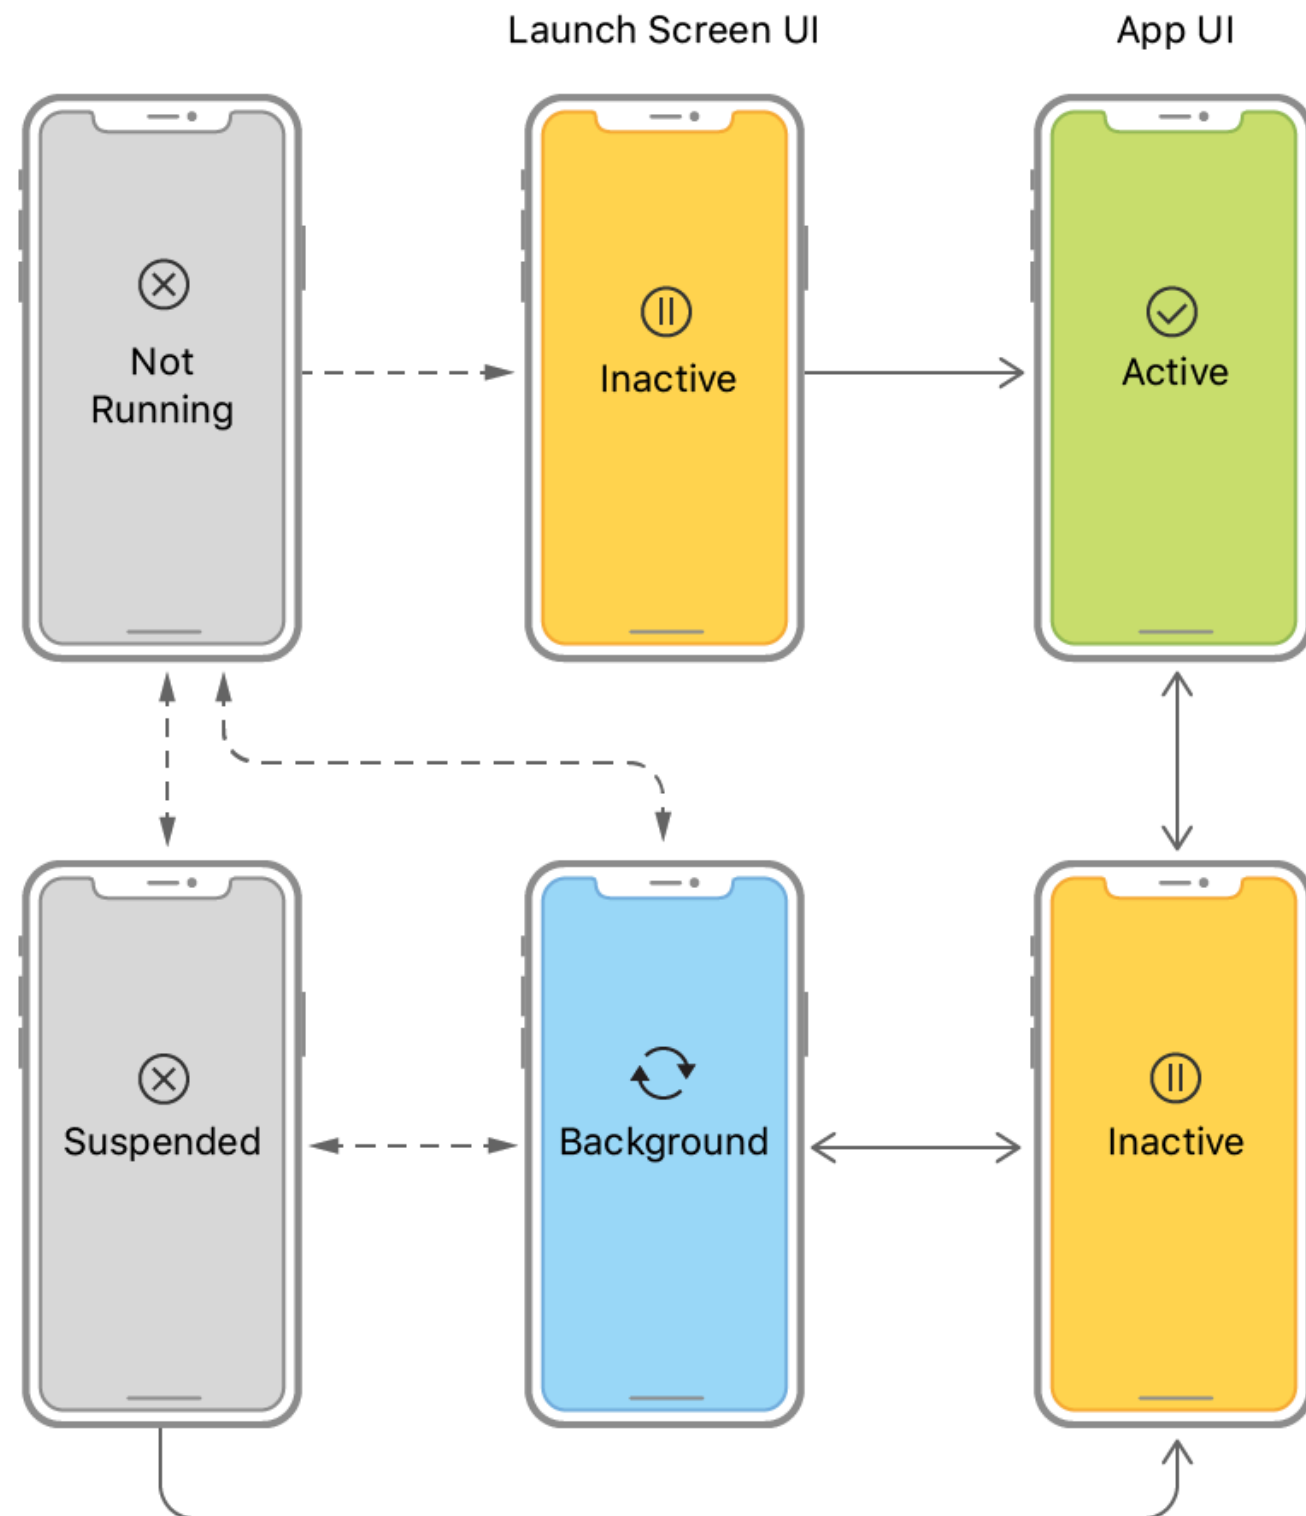 Launch Screen UI
App UI
Not
Running
Inactive
Active
Suspended
Background
Inactive